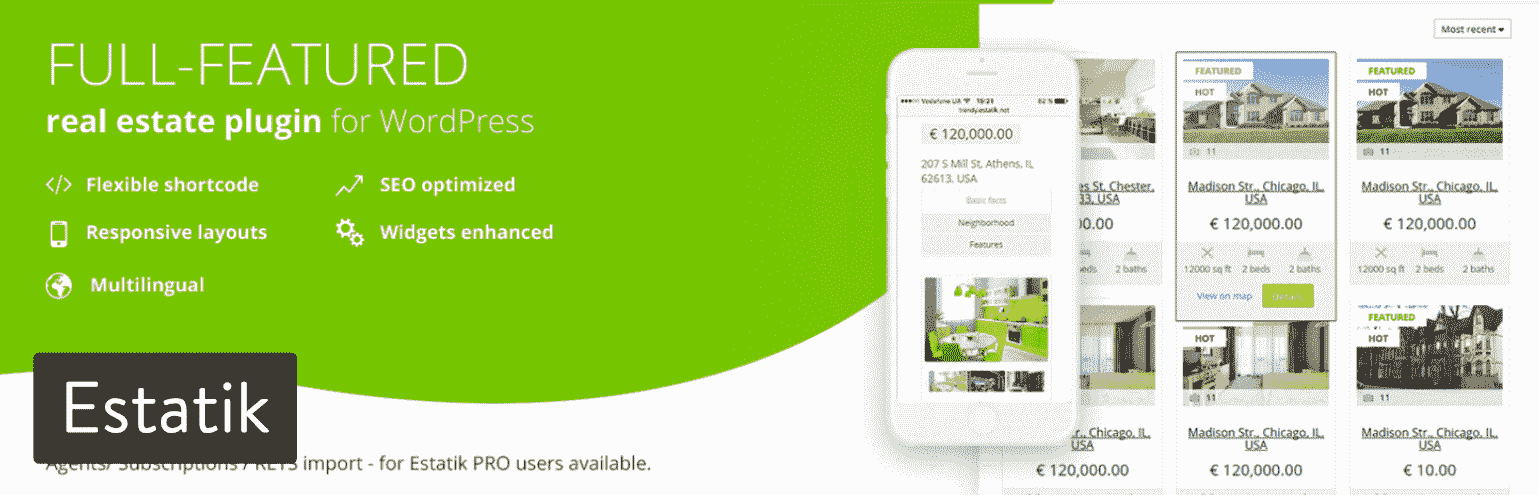 FULL-FEATURED
real estate plugin for WordPress
Flexible shortcode
SEO optimized
Responsive layouts
Widgets enhanced
Multilingual
Estatik
Agents/ Subscriptions / RETS import - for Estatik PRO users available.
Vodafone UA 15:21 82 %
trendy.estatik.net
€ 120,000.00
207 S Mill St, Athens, IL
62613, USA
Basic facts
Neighborhood
Features
Most recent
es St, Chester,
33, USA
00.00
beds 2 baths
FEATURED
HOT
11
Madison Str., Chicago, IL,
USA
€ 120,000.00
12000 sq ft 2 beds 2 baths
View on map
FEATURED
HOT
11
Madison Str., Chicago, IL,
USA
€ 120,000.00
12000 sq ft 2 beds 2 baths
r., Chicago, IL,
USA
€ 120,000.00
HOT
11
Madison Str., Chicago, IL,
USA
€ 120,000.00
FEATURED
HOT
11
Madison Str., Chicago, IL,
USA
€ 10.00